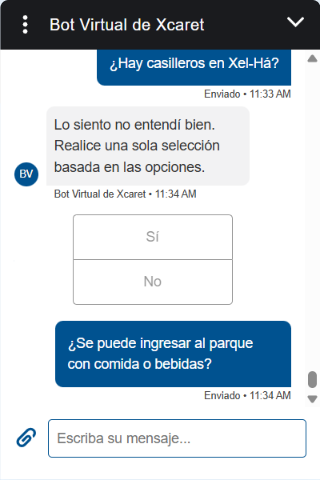 Bot Virtual de Xcaret
¿Hay casilleros en Xel-Há?
Enviado • 11:33 AM
Lo siento no entendí bien.
Realice una sola selección
basada en las opciones.
BV
Bot Virtual de Xcaret • 11:34 AM
Sí
No
¿Se puede ingresar al parque
con comida o bebidas?
Enviado • 11:34 AM
Escriba su mensaje...